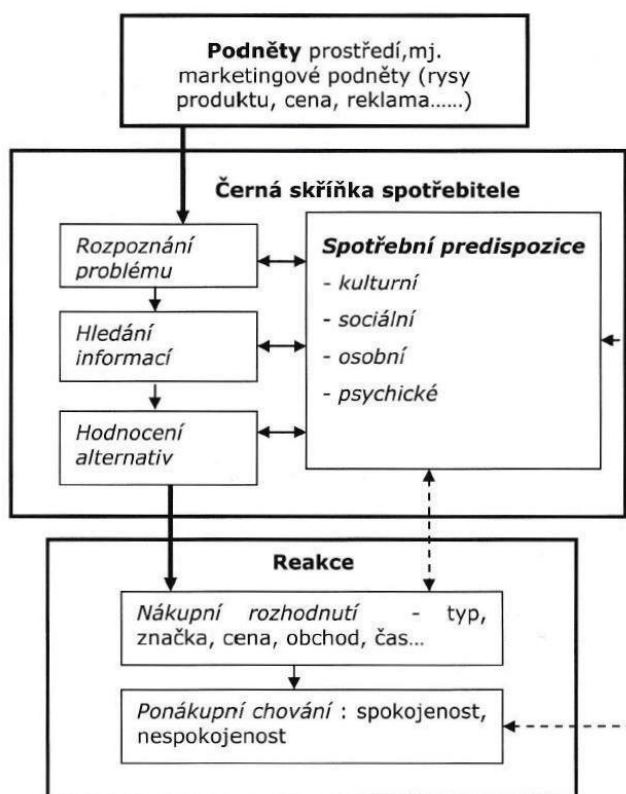 Podněty prostředí,mj.
marketingové podněty (rysy
produktu, cena, reklama……)
Černá skříňka spotřebitele
Rozpoznání
problému
Hledání
informací
Hodnocení
alternativ
Spotřební predispozice
- kulturní
- sociální
- osobní
- psychické
Reakce
Nákupní rozhodnutí - typ,
značka, cena, obchod, čas…
Ponákupní chování : spokojenost,
nespokojenost